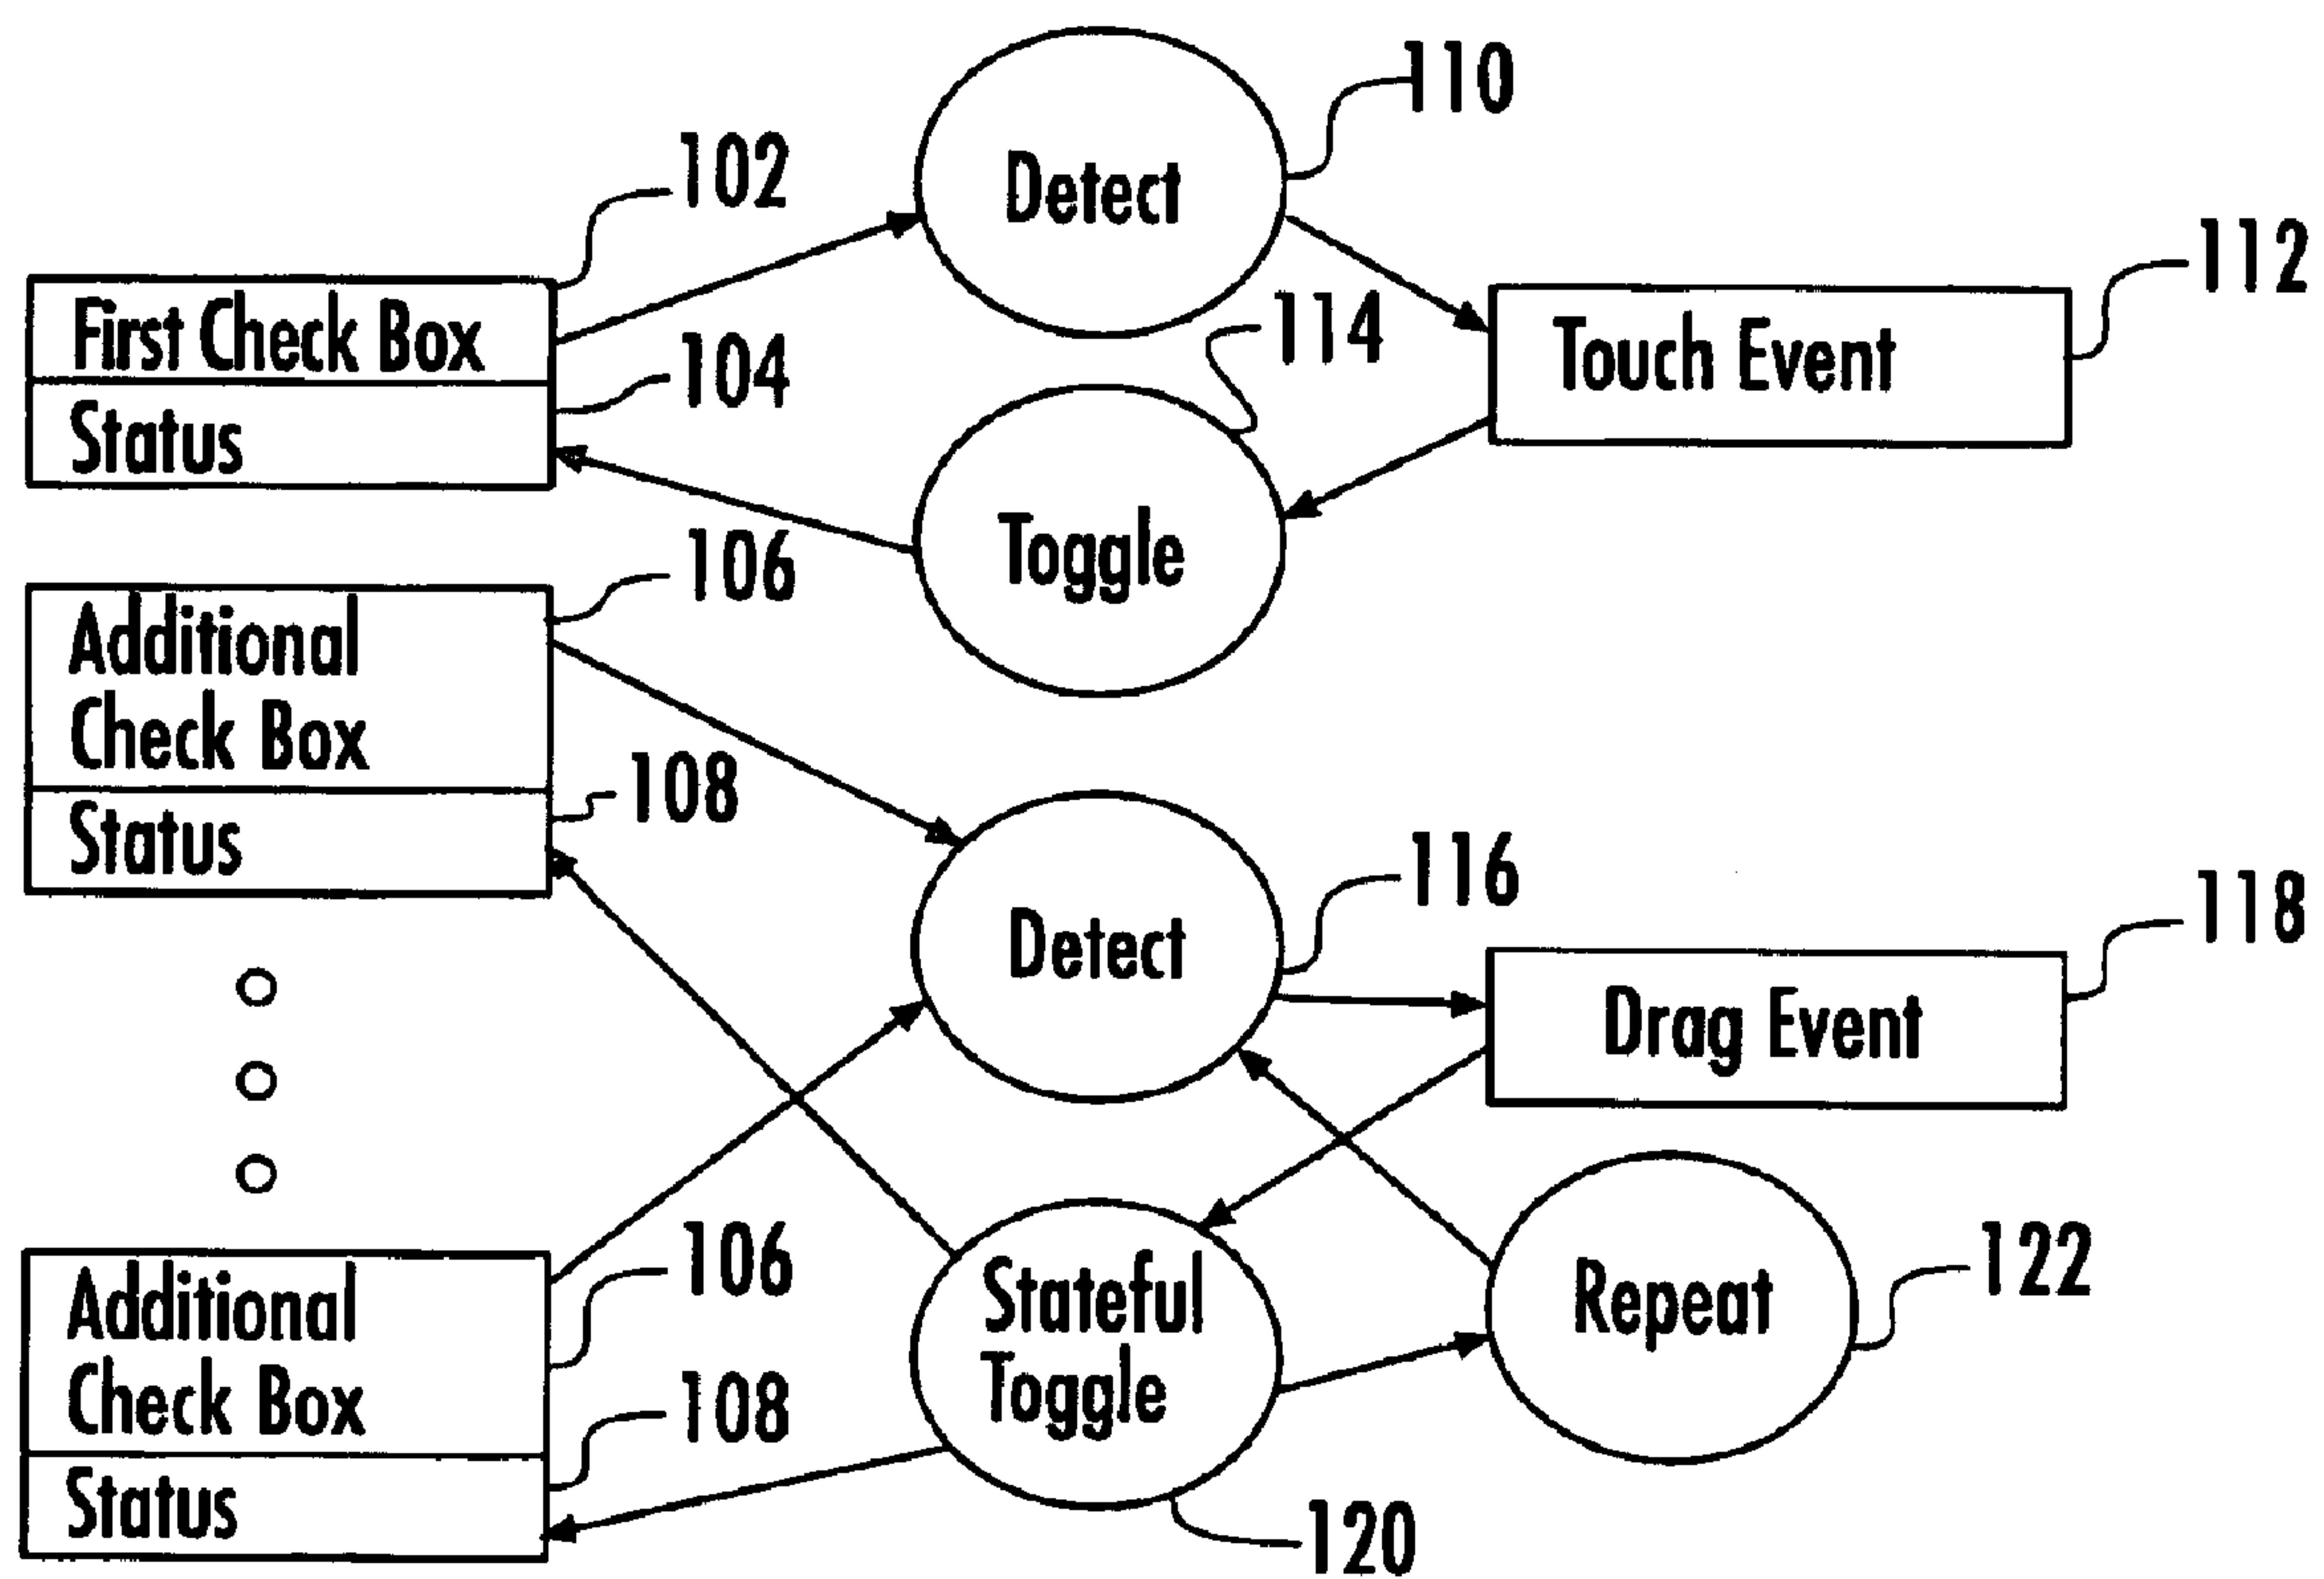 110
Detect
102
112
First Check Box
114
Touch Event
104
Status
Toggle
106
Additional
Check Box
108
Status
116
118
Detect
Drag Event
106
122
Additional
Check Box
Stateful
Toggle
Repeat
108
Status
120